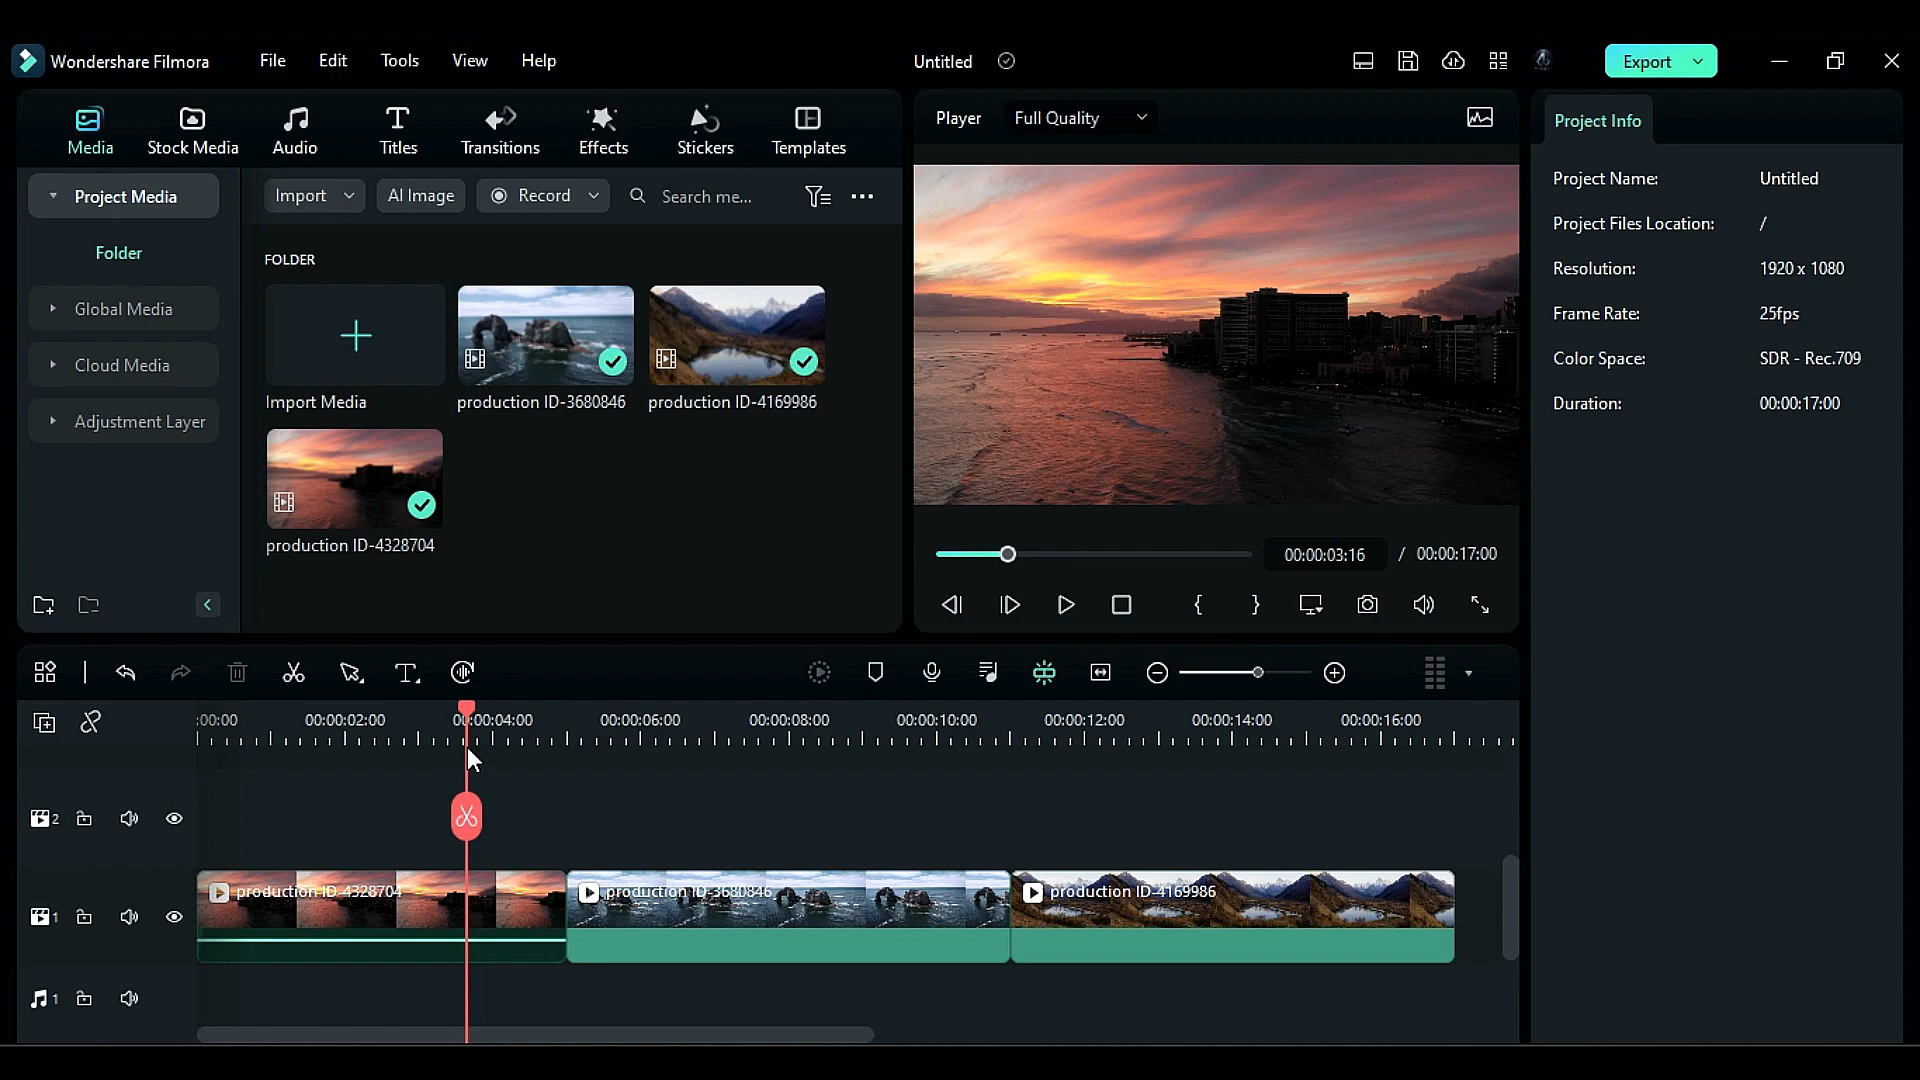 Wondershare Filmora File Edit Tools View Help Untitled Export
Media Stock Media Audio Titles Transitions Effects Stickers Templates
Project Media
Folder
Global Media
Cloud Media
Adjustment Layer
Import AI Image Record Search me...
FOLDER
Import Media production ID-3680846 production ID-4169986
production ID-4328704
Player Full Quality
00:00:03:16 / 00:00:17:00
{ }
Project Info
Project Name: Untitled
Project Files Location: /
Resolution: 1920 x 1080
Frame Rate: 25fps
Color Space: SDR - Rec.709
Duration: 00:00:17:00
:00:00 00:00:02:00 00:00:04:00 00:00:06:00 00:00:08:00 00:00:10:00 00:00:12:00 00:00:14:00 00:00:16:00
2
production ID-4328704 production ID-3680846 production ID-4169986
1
1